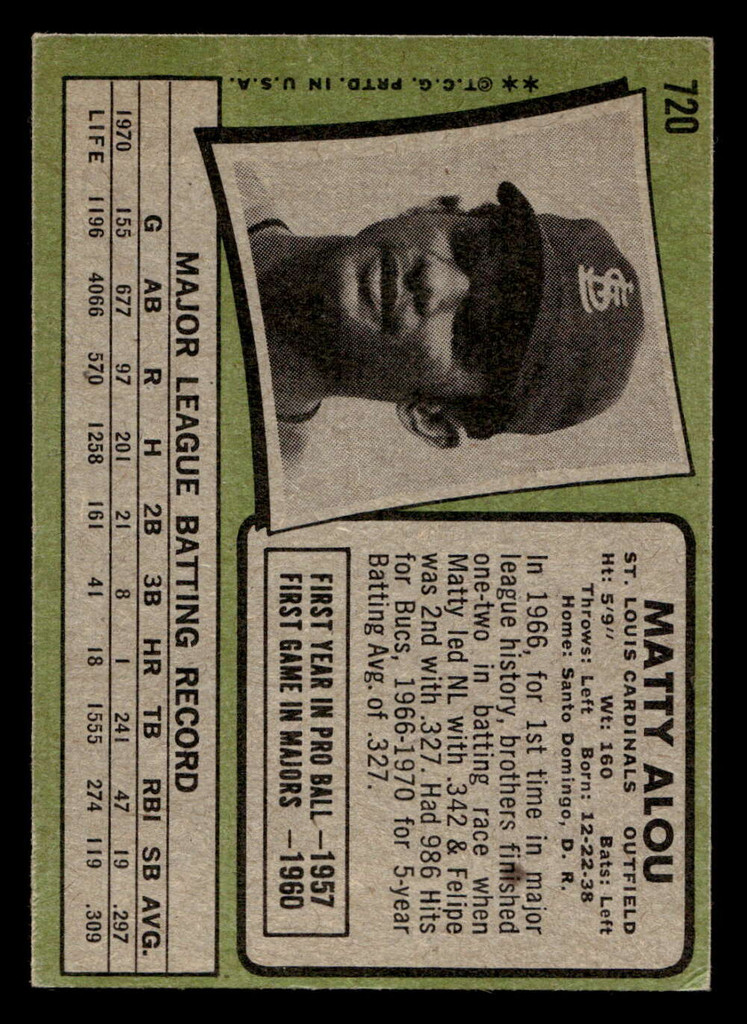 720
**©T.C.G. PRTD. IN U.S.A.
StL
MATTY ALOU
ST. LOUIS CARDINALS OUTFIELD
Ht: 5'9" Wt: 160 Bats: Left
Throws: Left Born: 12-22-38
Home: Santo Domingo, D. R.
In 1966, for 1st time in major
league history, brothers finished
one-two in batting race when
Matty led NL with .342 & Felipe
was 2nd with .327. Had 986 Hits
for Bucs, 1966-1970 for 5-year
Batting Avg. of .327.
FIRST YEAR IN PRO BALL—1957
FIRST GAME IN MAJORS —1960
MAJOR LEAGUE BATTING RECORD
G AB R H 2B 3B HR TB RBI SB AVG.
1970 155 677 97 201 21 8 1 241 47 19 .297
LIFE 1196 4066 570 1258 161 41 18 1555 274 119 .309